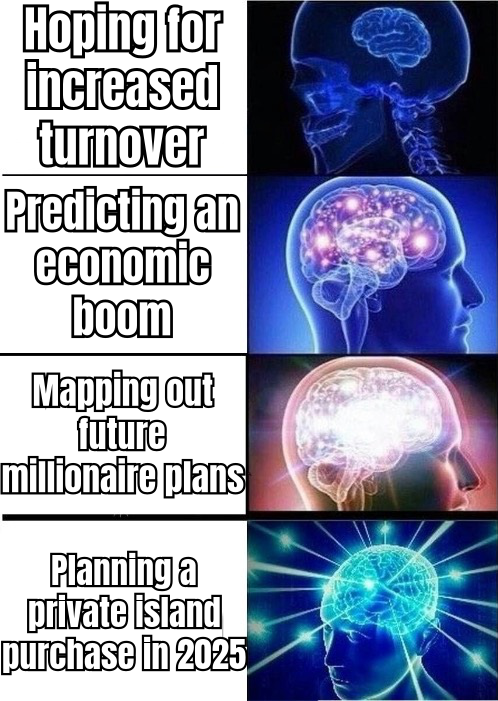 Hoping for
increased
turnover
Predicting an
economic
boom
Mapping out
future
millionaire plans
Planning a
private island
purchase in 2025